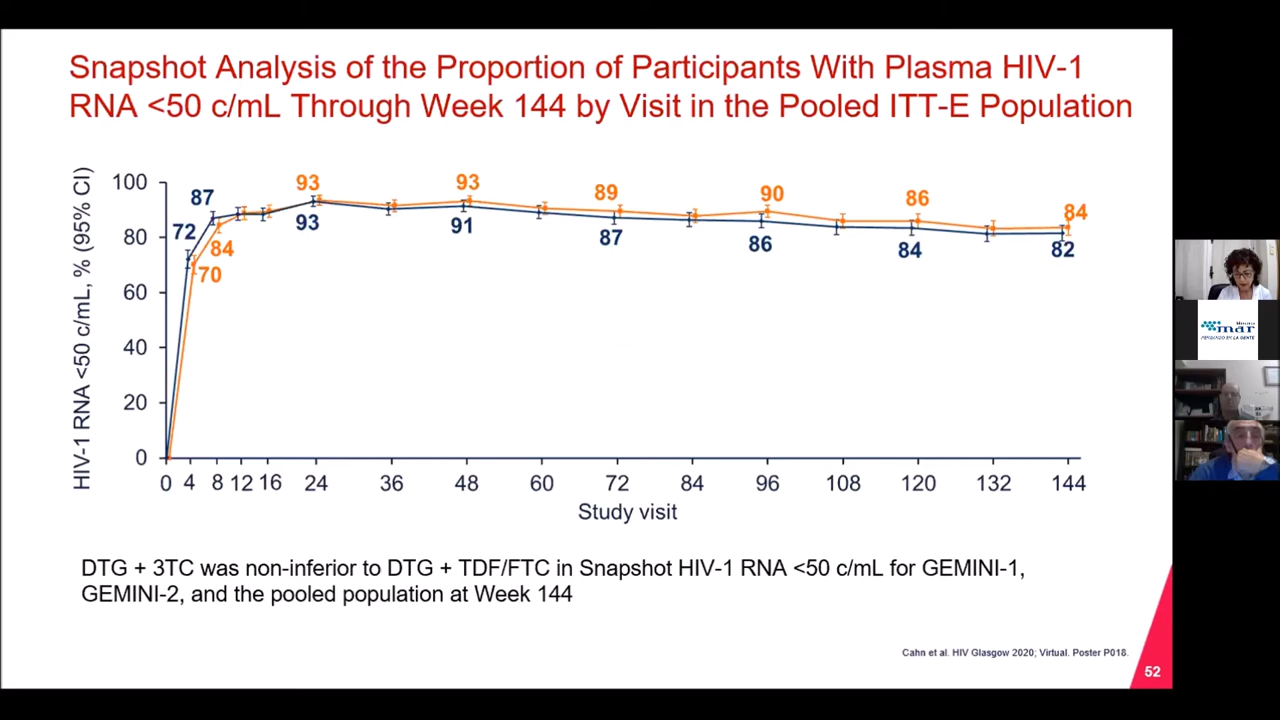 Snapshot Analysis of the Proportion of Participants With Plasma HIV-1
RNA <50 c/mL Through Week 144 by Visit in the Pooled ITT-E Population
HIV-1 RNA <50 c/mL, % (95% CI)
100
80
60
40
20
0
72
87
84
70
93
93
93
91
89
87
90
86
86
84
84
82
0 4 8 12 16 24 36 48 60 72 84 96 108 120 132 144
Study visit
DTG + 3TC was non-inferior to DTG + TDF/FTC in Snapshot HIV-1 RNA <50 c/mL for GEMINI-1,
GEMINI-2, and the pooled population at Week 144
Cahn et al. HIV Glasgow 2020; Virtual. Poster P018.
52
mar
PENSANDO EN LA GENTE